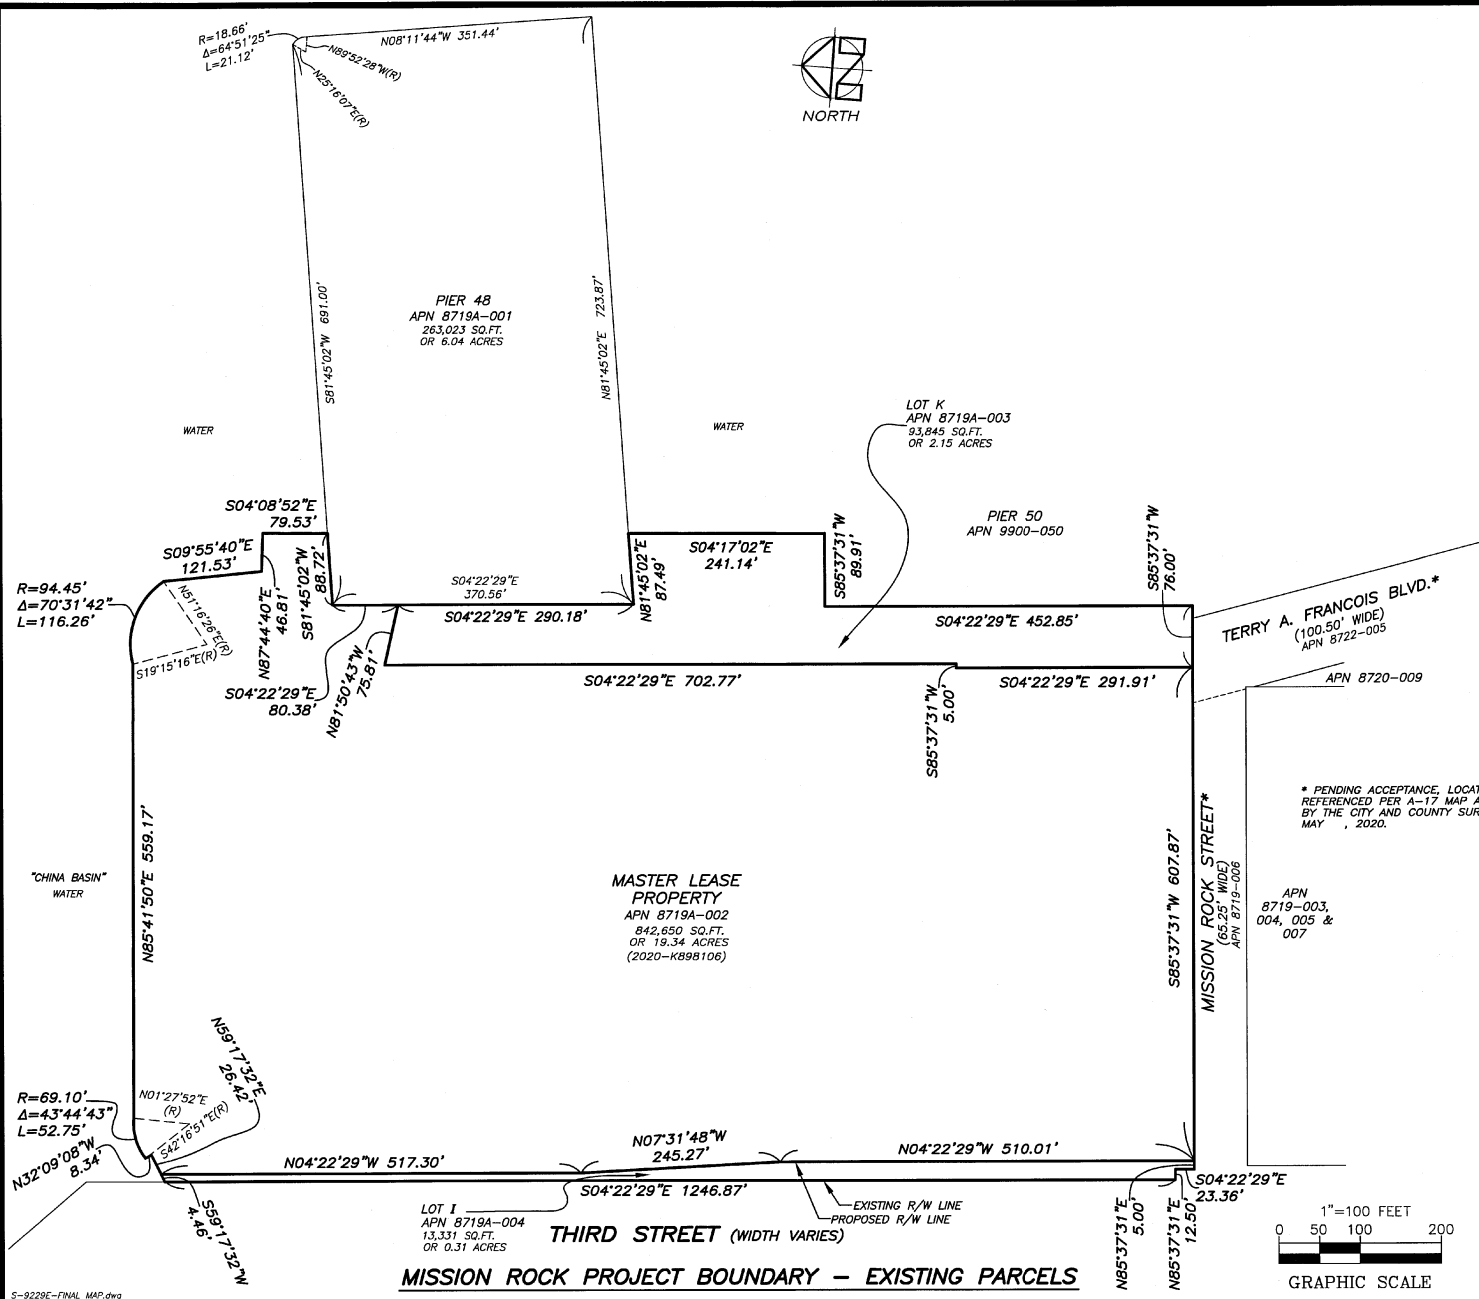 R=18.66'
Δ=64°51'25"
L=21.12'
N08°11'44"W 351.44'
N89°52'28"W(R)
N25°16'07"E(R)
NORTH
S81°45'02"W 691.00'
N81°45'02"E 723.87'
PIER 48
APN 8719A-001
263,023 SQ.FT.
OR 6.04 ACRES
WATER
WATER
LOT K
APN 8719A-003
93,845 SQ.FT.
OR 2.15 ACRES
PIER 50
APN 9900-050
S04°08'52"E
79.53'
S09°55'40"E
121.53'
R=94.45'
Δ=70°31'42"
L=116.26'
N51°16'26"E(R)
S19°15'16"E(R)
N87°44'40"E
46.81'
S81°45'02"W
88.72'
S04°22'29"E
370.56'
S04°22'29"E 290.18'
N81°45'02"E
87.49'
S04°17'02"E
241.14'
S85°37'31"W
89.91'
S85°37'31"W
76.00'
S04°22'29"E 452.85'
TERRY A. FRANCOIS BLVD.*
(100.50' WIDE)
APN 8722-005
S04°22'29"E
80.38'
N81°50'43"W
75.81'
S04°22'29"E 702.77'
S85°37'31"W
5.00'
S04°22'29"E 291.91'
APN 8720-009
* PENDING ACCEPTANCE, LOCAT
REFERENCED PER A-17 MAP A
BY THE CITY AND COUNTY SUR
MAY , 2020.
N85°41'50"E 559.17'
"CHINA BASIN"
WATER
MASTER LEASE
PROPERTY
APN 8719A-002
842,650 SQ.FT.
OR 19.34 ACRES
(2020-K898106)
S85°37'31"W 607.87'
MISSION ROCK STREET*
(65.25' WIDE)
APN 8719-006
APN
8719-003,
004, 005 &
007
N59°17'32"E
26.42'
R=69.10'
Δ=43°44'43"
L=52.75'
N01°27'52"E
(R)
S42°16'51"E(R)
N32°09'08"W
8.34'
N04°22'29"W 517.30'
N07°31'48"W
245.27'
N04°22'29"W 510.01'
S04°22'29"E 1246.87'
S04°22'29"E
23.36'
S59°17'32"W
4.46'
LOT I
APN 8719A-004
13,331 SQ.FT.
OR 0.31 ACRES
EXISTING R/W LINE
PROPOSED R/W LINE
THIRD STREET (WIDTH VARIES)
N85°37'31"E
5.00'
N85°37'31"E
12.50'
1"=100 FEET
0 50 100 200
GRAPHIC SCALE
MISSION ROCK PROJECT BOUNDARY – EXISTING PARCELS
S-9229E-FINAL MAP.dwg